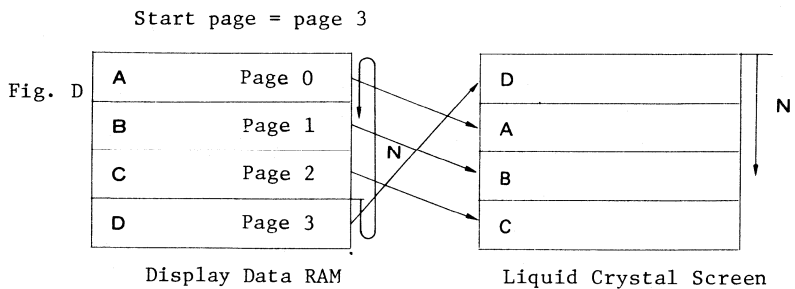 Start page = page 3
Fig. D
A Page 0
B Page 1
C Page 2
D Page 3
N
D
A
B
C
N
Display Data RAM
Liquid Crystal Screen